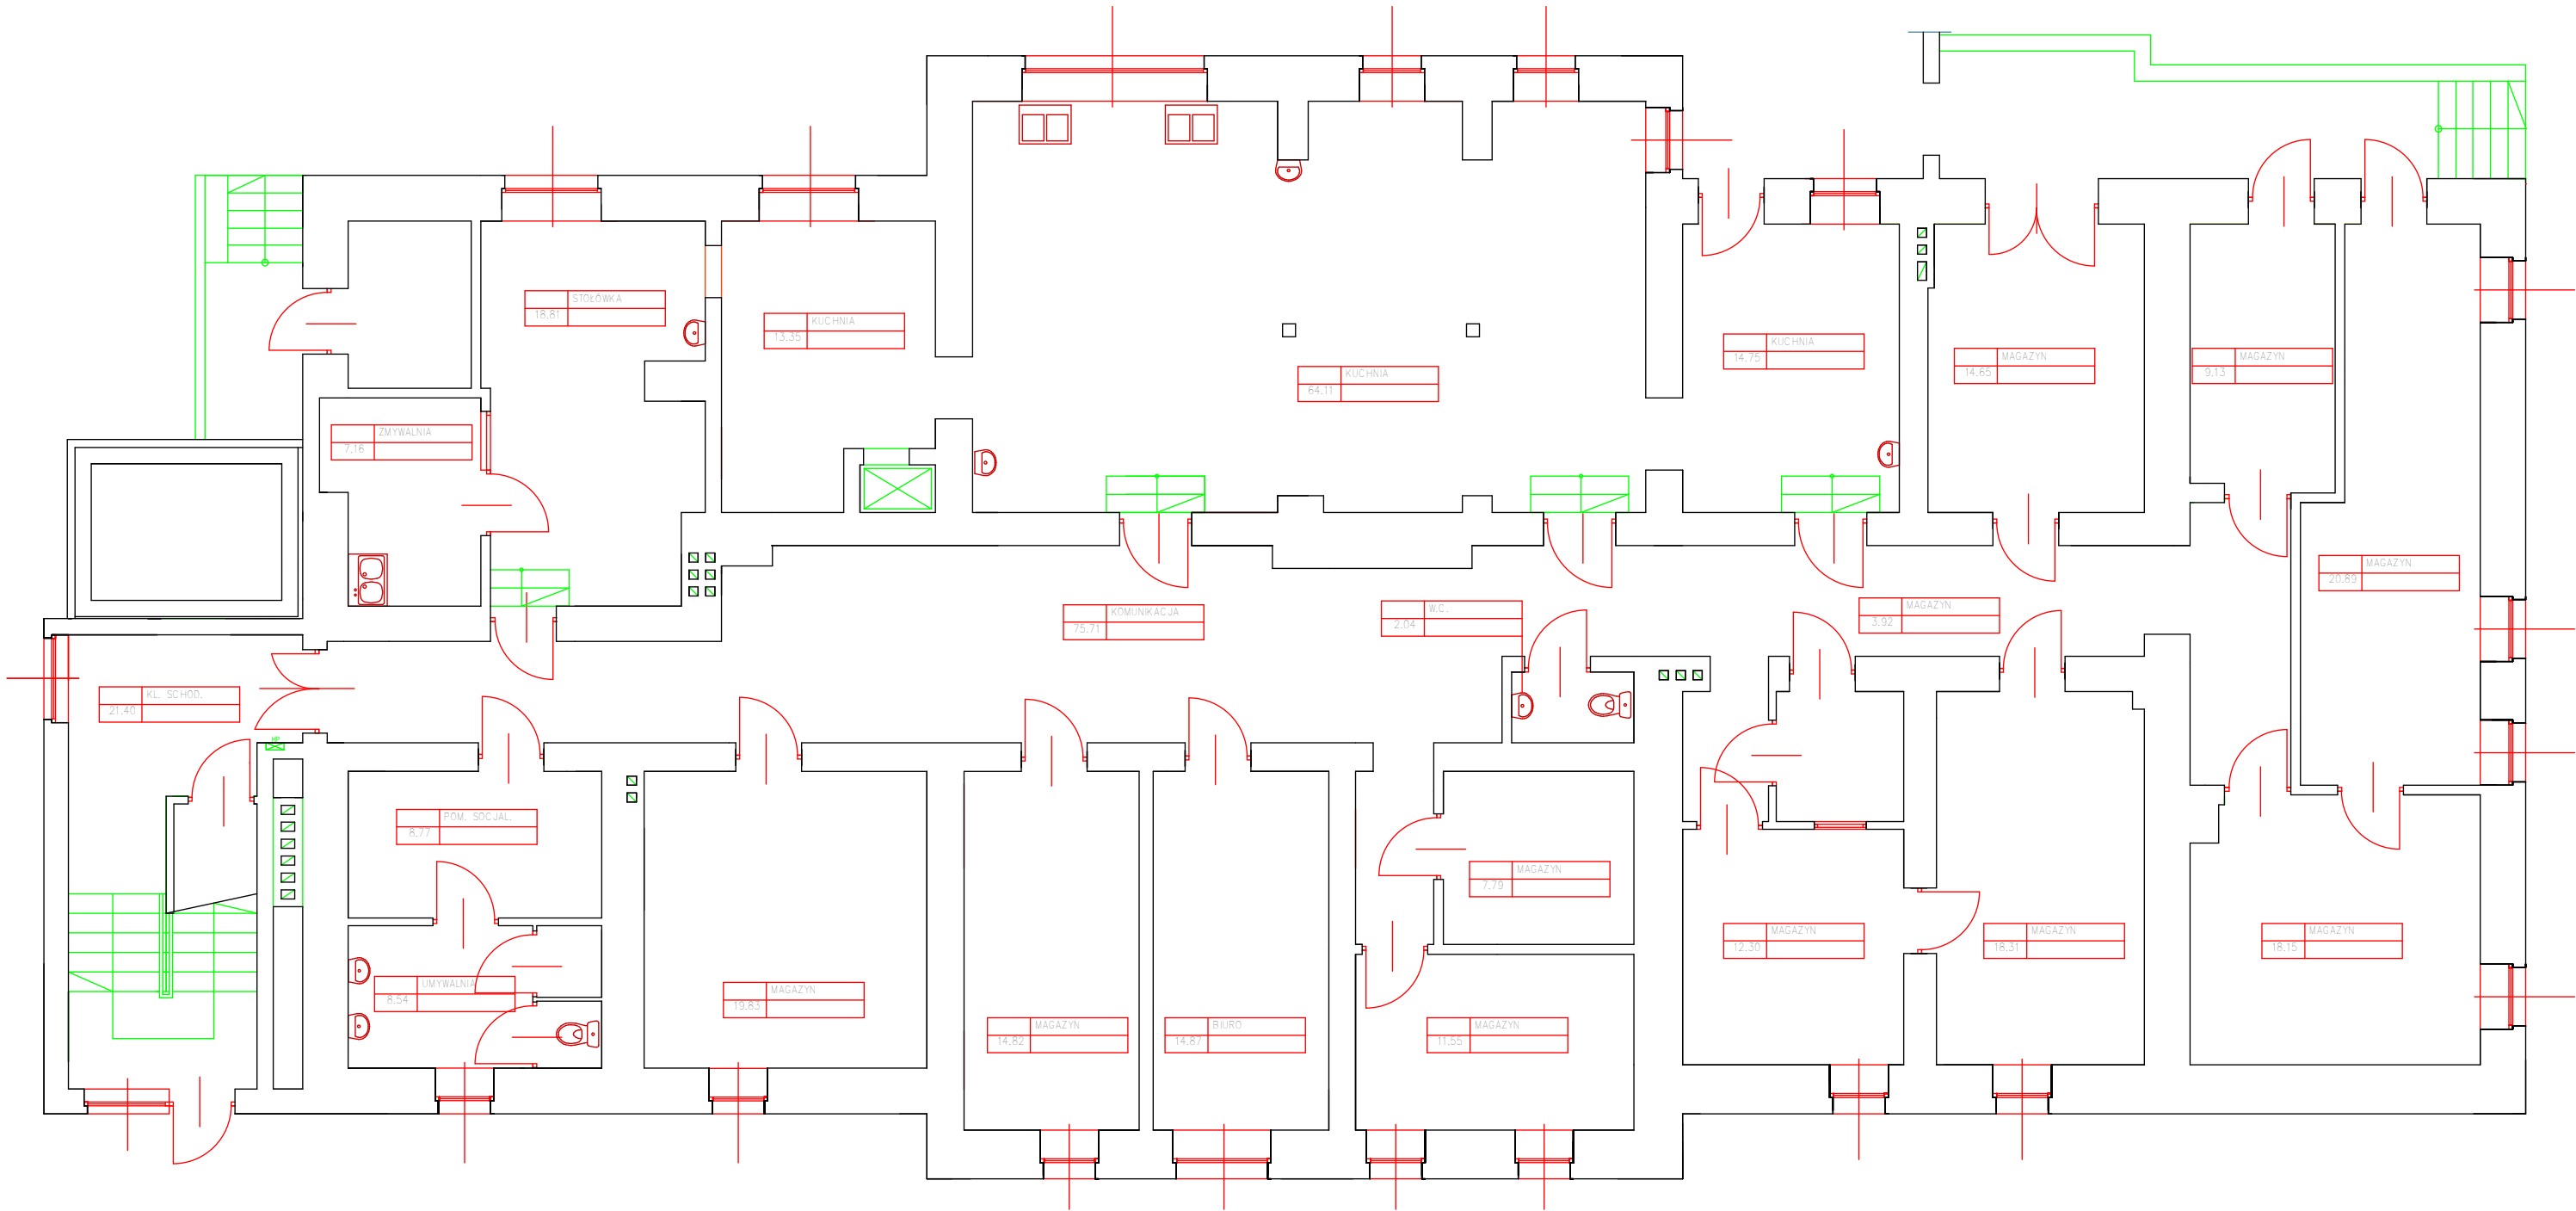 STOŁÓWKA
18.81
KUCHNIA
13.35
KUCHNIA
14.75
MAGAZYN
14.65
MAGAZYN
9.13
KUCHNIA
64.11
ZMYWALNIA
7.16
MAGAZYN
20.89
KOMUNIKACJA
75.71
W.C.
2.04
MAGAZYN
3.92
KL. SCHOD.
21.40
HP
POM. SOCJAL.
8.77
MAGAZYN
7.79
MAGAZYN
12.30
MAGAZYN
18.31
MAGAZYN
18.15
UMYWALNIA
8.54
MAGAZYN
19.83
MAGAZYN
14.82
BIURO
14.87
MAGAZYN
11.55